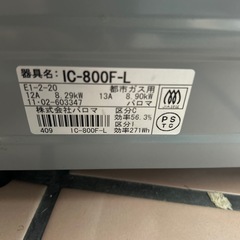 器具名: IC-800F-L
E1-2-20 都市ガス用
12A 8.29kW 13A 8.90kW
11·02-603347 パロマ
株式会社パロマ 区分C
効率56.3%
IC-800F-L 区分I
409 効率271Wh
PS
TG